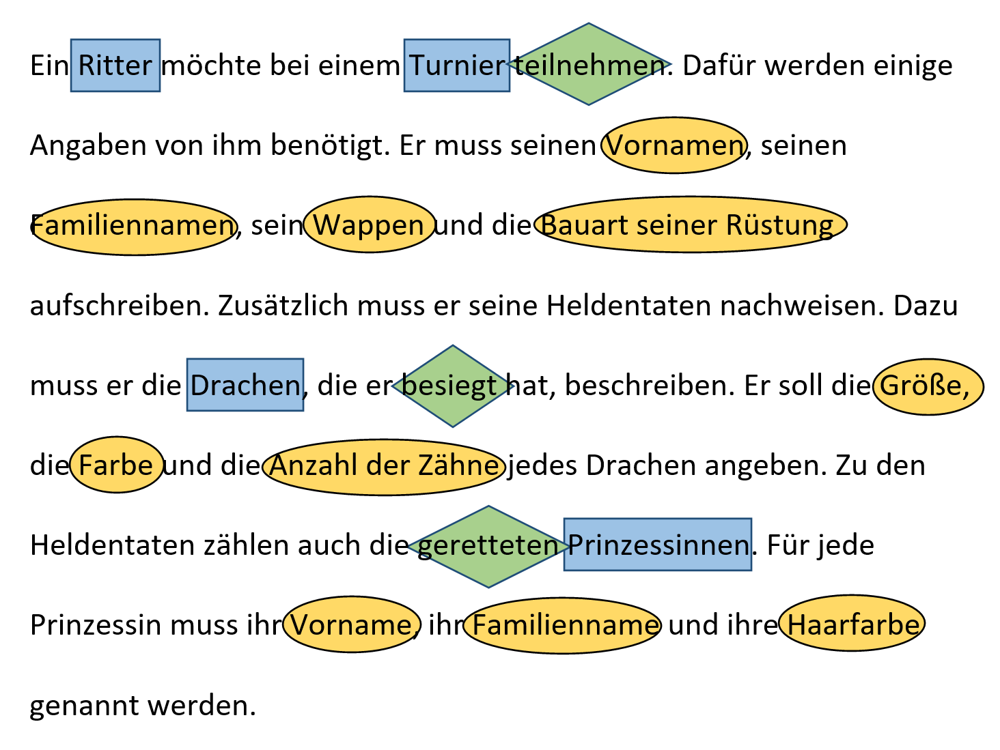 Ein Ritter möchte bei einem Turnier teilnehmen. Dafür werden einige
Angaben von ihm benötigt. Er muss seinen Vornamen, seinen
Familiennamen, sein Wappen und die Bauart seiner Rüstung
aufschreiben. Zusätzlich muss er seine Heldentaten nachweisen. Dazu
muss er die Drachen, die er besiegt hat, beschreiben. Er soll die Größe,
die Farbe und die Anzahl der Zähne jedes Drachen angeben. Zu den
Heldentaten zählen auch die geretteten Prinzessinnen. Für jede
Prinzessin muss ihr Vorname, ihr Familienname und ihre Haarfarbe
genannt werden.